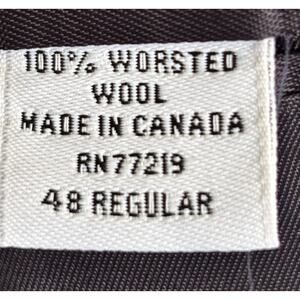 100% WORSTED
WOOL
MADE IN CANADA
RN77219
48 REGULAR